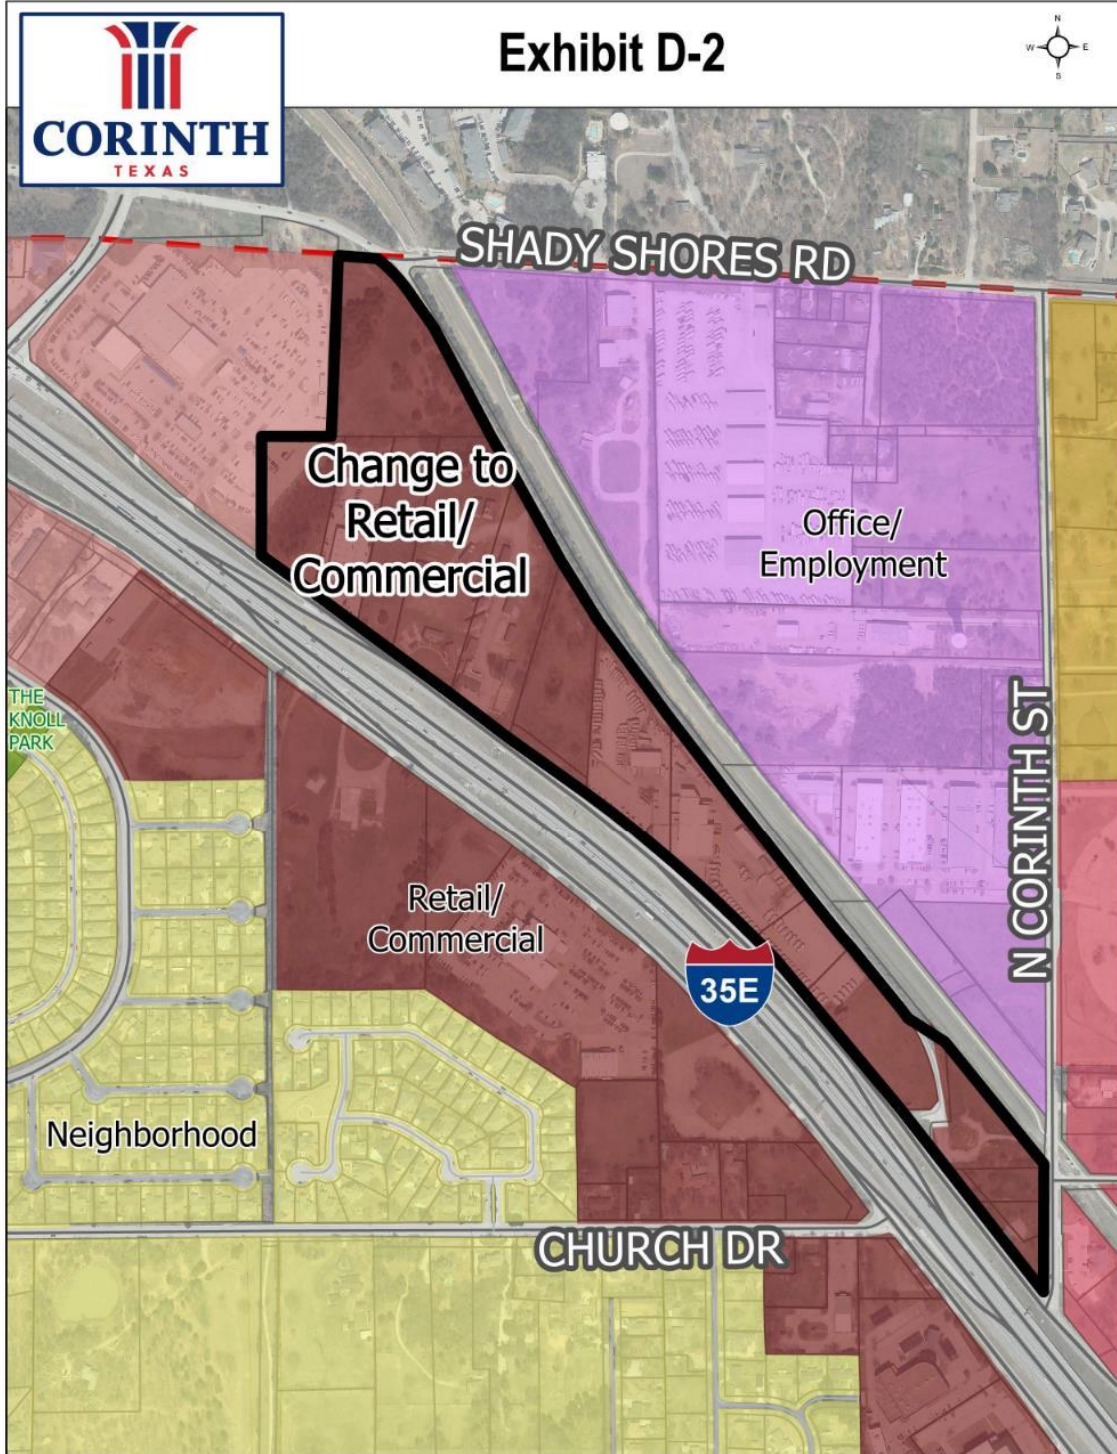 Exhibit D-2
N
W
E
S
CORINTH
TEXAS
SHADY SHORES RD
Change to
Retail/
Commercial
Office/
Employment
THE
KNOLL
PARK
N CORINTH ST
Retail/
Commercial
35E
Neighborhood
CHURCH DR